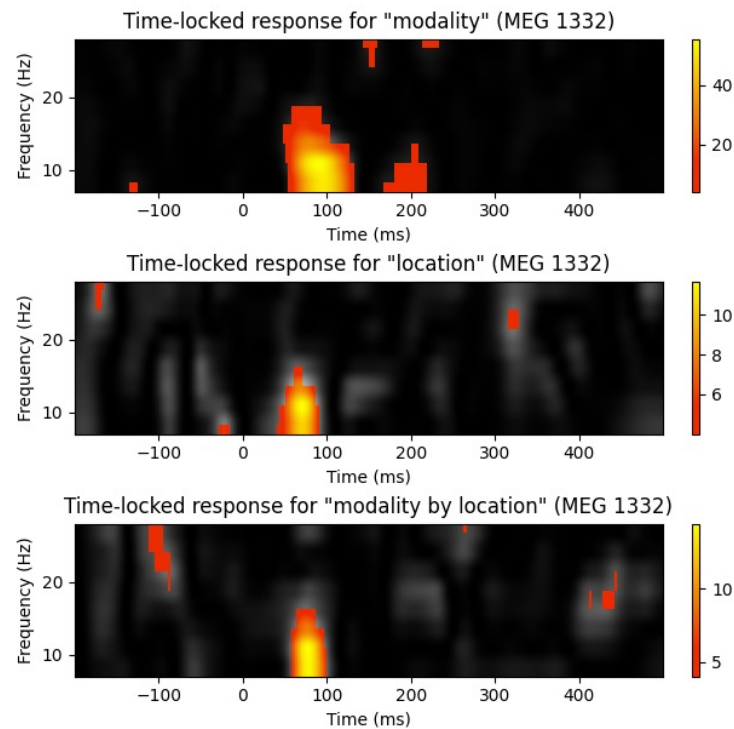 Time-locked response for "modality" (MEG 1332)
Frequency (Hz)
20
10
−100 0 100 200 300 400
Time (ms)
40
20
Time-locked response for "location" (MEG 1332)
Frequency (Hz)
20
10
−100 0 100 200 300 400
Time (ms)
10
8
6
Time-locked response for "modality by location" (MEG 1332)
Frequency (Hz)
20
10
−100 0 100 200 300 400
Time (ms)
10
5